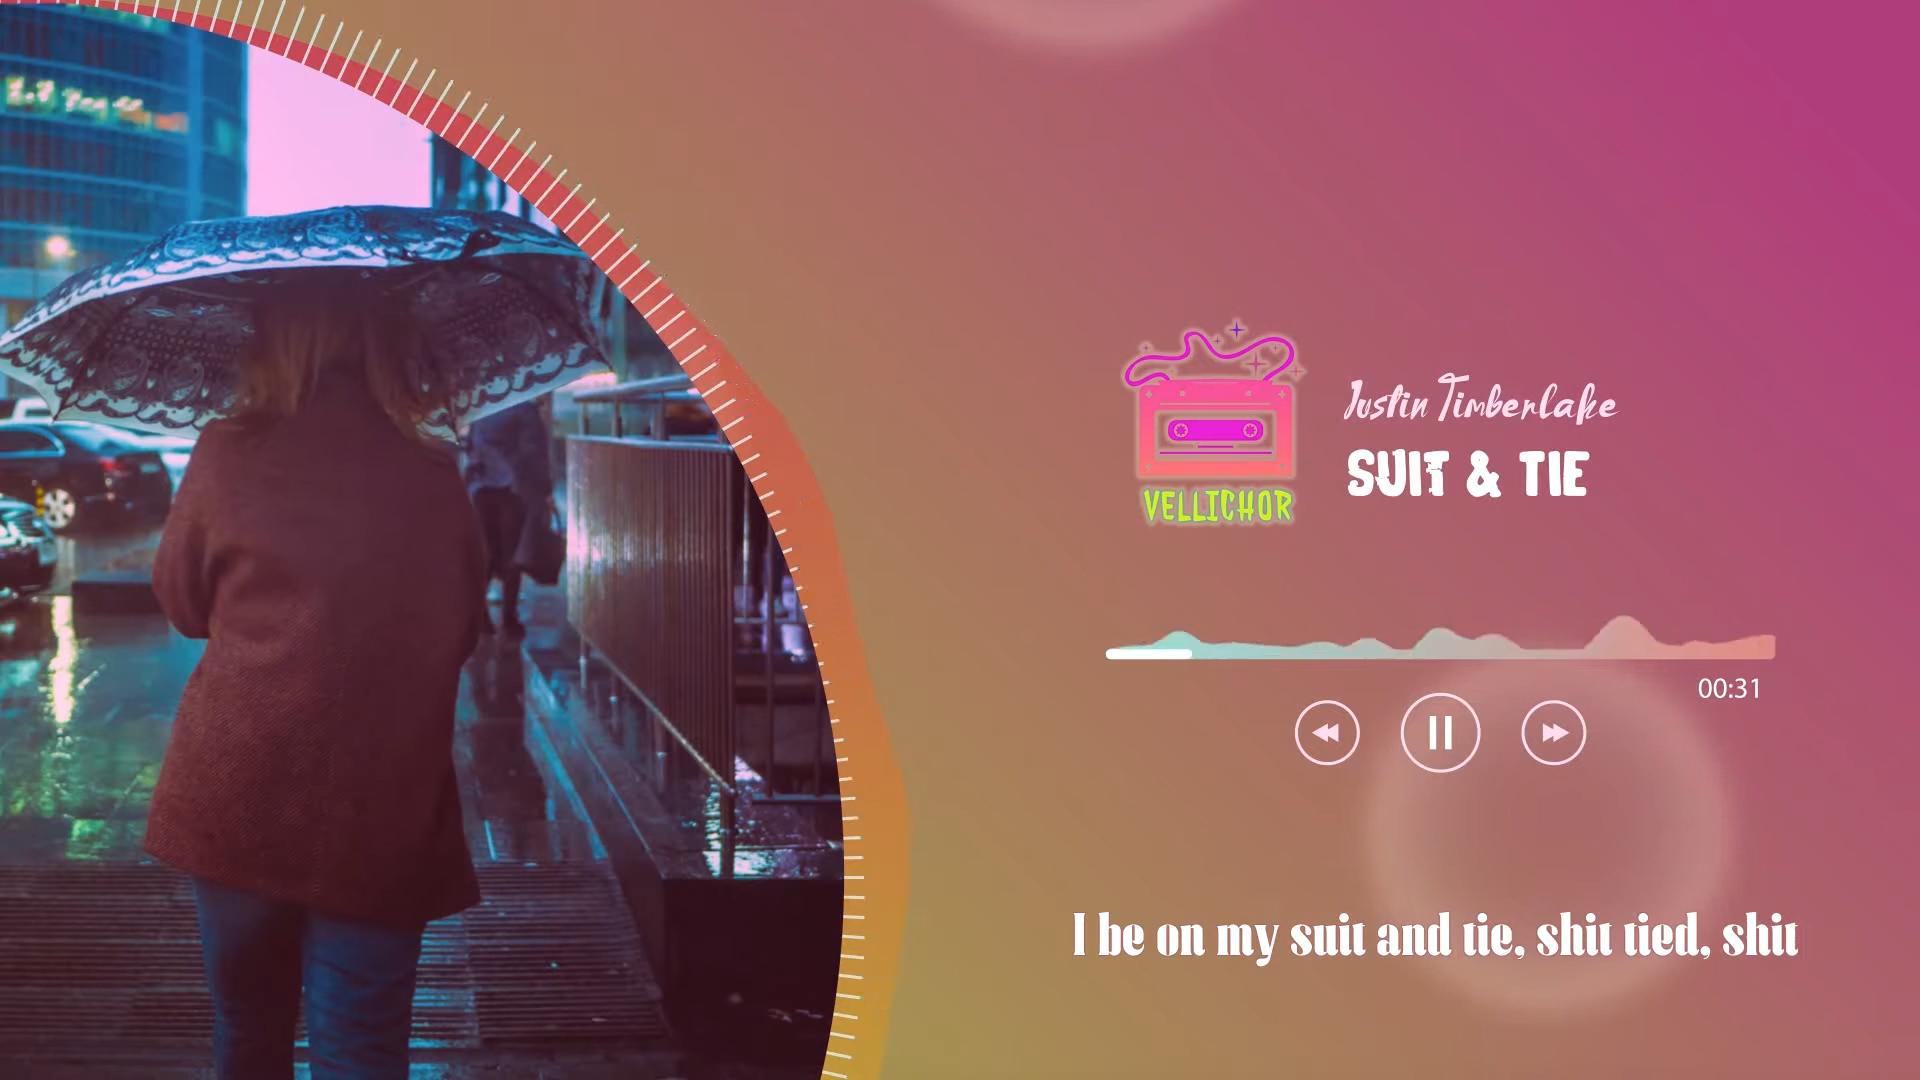 Justin Timberlake
SUIT & TIE
VELLICHOR
00:31
I be on my suit and tie, shit tied, shit